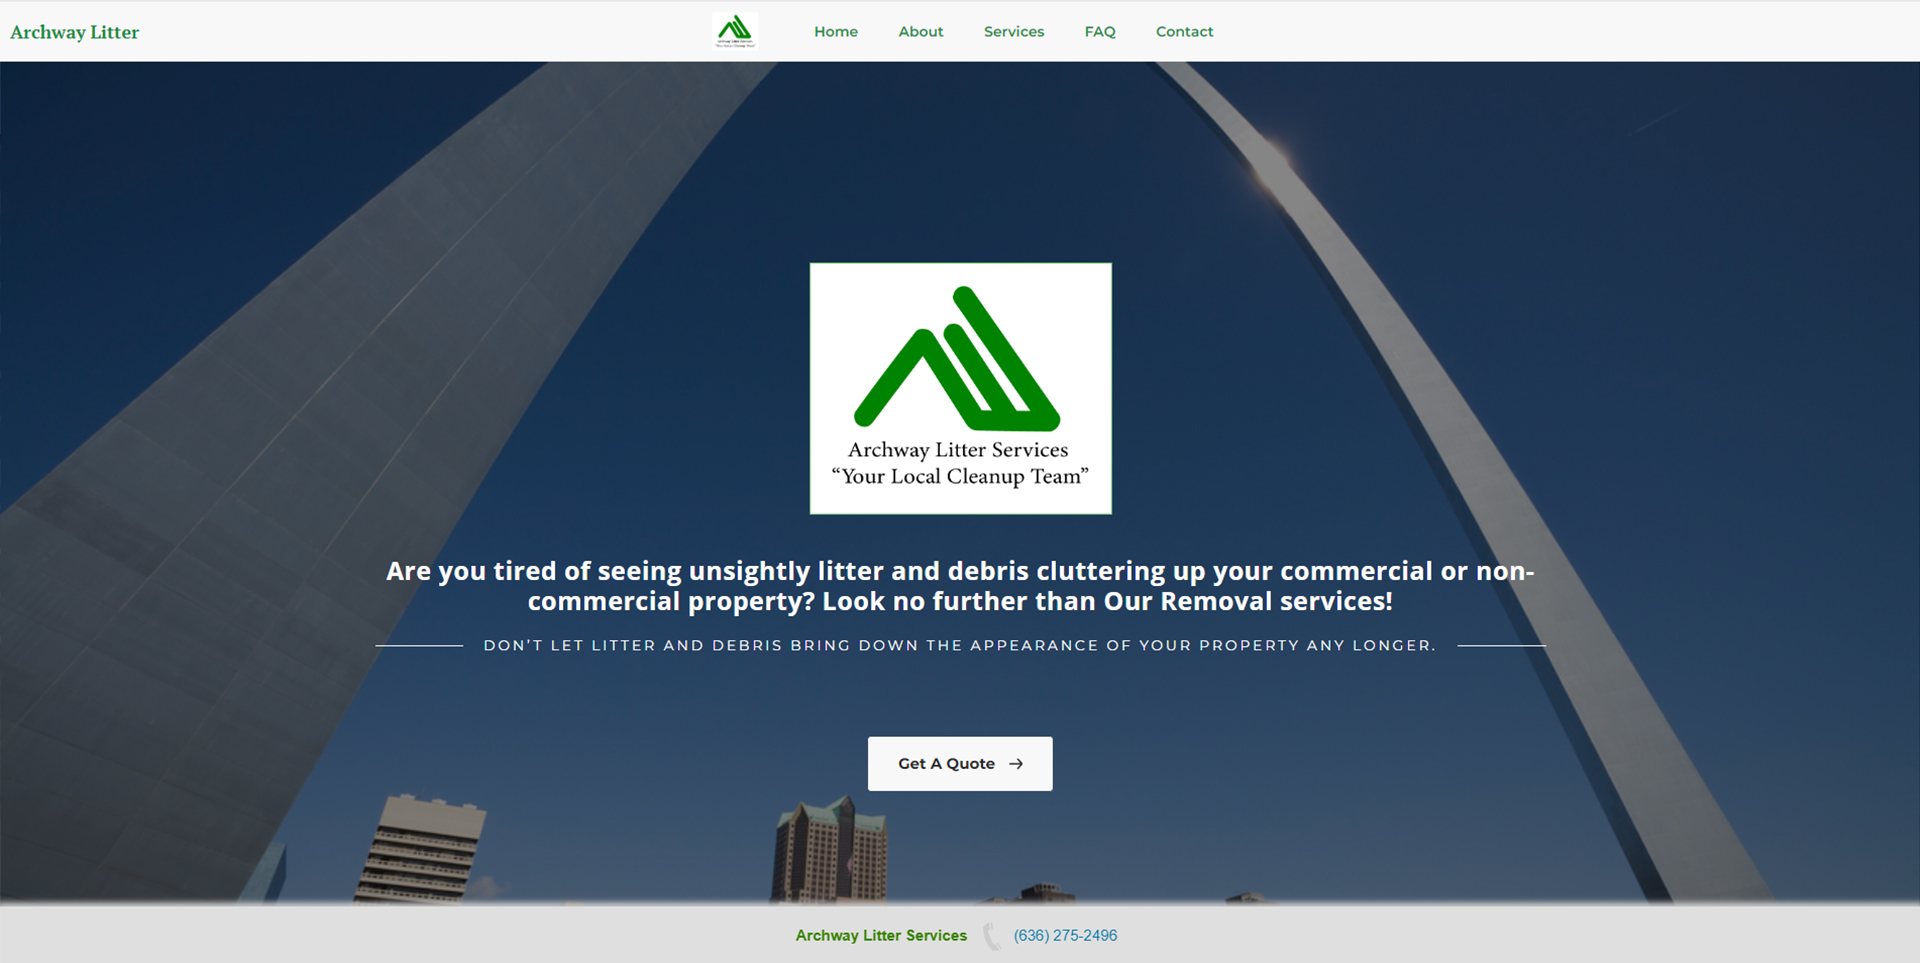 Archway Litter
Home
About
Services
FAQ
Contact
Archway Litter Services
“Your Local Cleanup Team”
Are you tired of seeing unsightly litter and debris cluttering up your commercial or non-
commercial property? Look no further than Our Removal services!
DON’T LET LITTER AND DEBRIS BRING DOWN THE APPEARANCE OF YOUR PROPERTY ANY LONGER.
Get A Quote →
Archway Litter Services (636) 275-2496